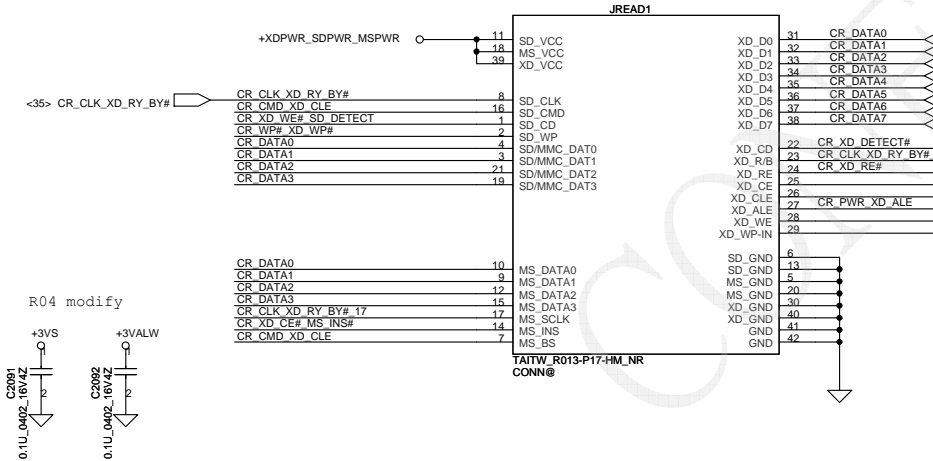 JREAD1
+XDPWR_SDPWR_MSPWR
11 SD_VCC
18 MS_VCC
39 XD_VCC
<35> CR_CLK_XD_RY_BY#
CR_CLK_XD_RY_BY# 8 SD_CLK
CR_CMD_XD_CLE 16 SD_CMD
CR_XD_WE#_SD_DETECT 1 SD_CD
CR_WP#_XD_WP# 2 SD_WP
CR_DATA0 4 SD/MMC_DAT0
CR_DATA1 3 SD/MMC_DAT1
CR_DATA2 21 SD/MMC_DAT2
CR_DATA3 19 SD/MMC_DAT3
CR_DATA0 10 MS_DATA0
CR_DATA1 9 MS_DATA1
CR_DATA2 12 MS_DATA2
CR_DATA3 15 MS_DATA3
CR_CLK_XD_RY_BY#_17 17 MS_SCLK
CR_XD_CE#_MS_INS# 14 MS_INS
CR_CMD_XD_CLE 7 MS_BS
XD_D0 31 CR_DATA0
XD_D1 32 CR_DATA1
XD_D2 33 CR_DATA2
XD_D3 34 CR_DATA3
XD_D4 35 CR_DATA4
XD_D5 36 CR_DATA5
XD_D6 37 CR_DATA6
XD_D7 38 CR_DATA7
XD_CD 22 CR_XD_DETECT#
XD_R/B 23 CR_CLK_XD_RY_BY#
XD_RE 24 CR_XD_RE#
XD_CE 25
XD_CLE 26
XD_ALE 27 CR_PWR_XD_ALE
XD_WE 28
XD_WP-IN 29
SD_GND 6
SD_GND 13
MS_GND 5
MS_GND 20
XD_GND 30
XD_GND 40
GND 41
GND 42
TAITW_R013-P17-HM_NR
CONN@
R04 modify
+3VS
C2091
0.1U_0402_16V4Z
2
+3VALW
C2092
0.1U_0402_16V4Z
2